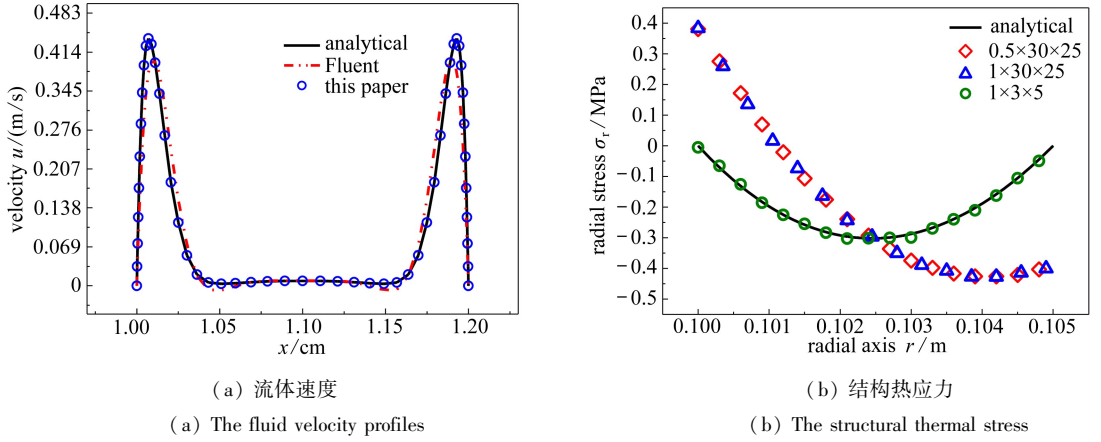 0.483
0.414
0.345
0.276
0.207
0.138
0.069
0
velocity u/(m/s)
analytical
Fluent
this paper
1.00
1.05
1.10
1.15
1.20
x/cm
(a) 流体速度
(a) The fluid velocity profiles
0.4
0.3
0.2
0.1
0
−0.1
−0.2
−0.3
−0.4
−0.5
radial stress σr / MPa
analytical
0.5×30×25
1×30×25
1×3×5
0.100
0.101
0.102
0.103
0.104
0.105
radial axis r / m
(b) 结构热应力
(b) The structural thermal stress